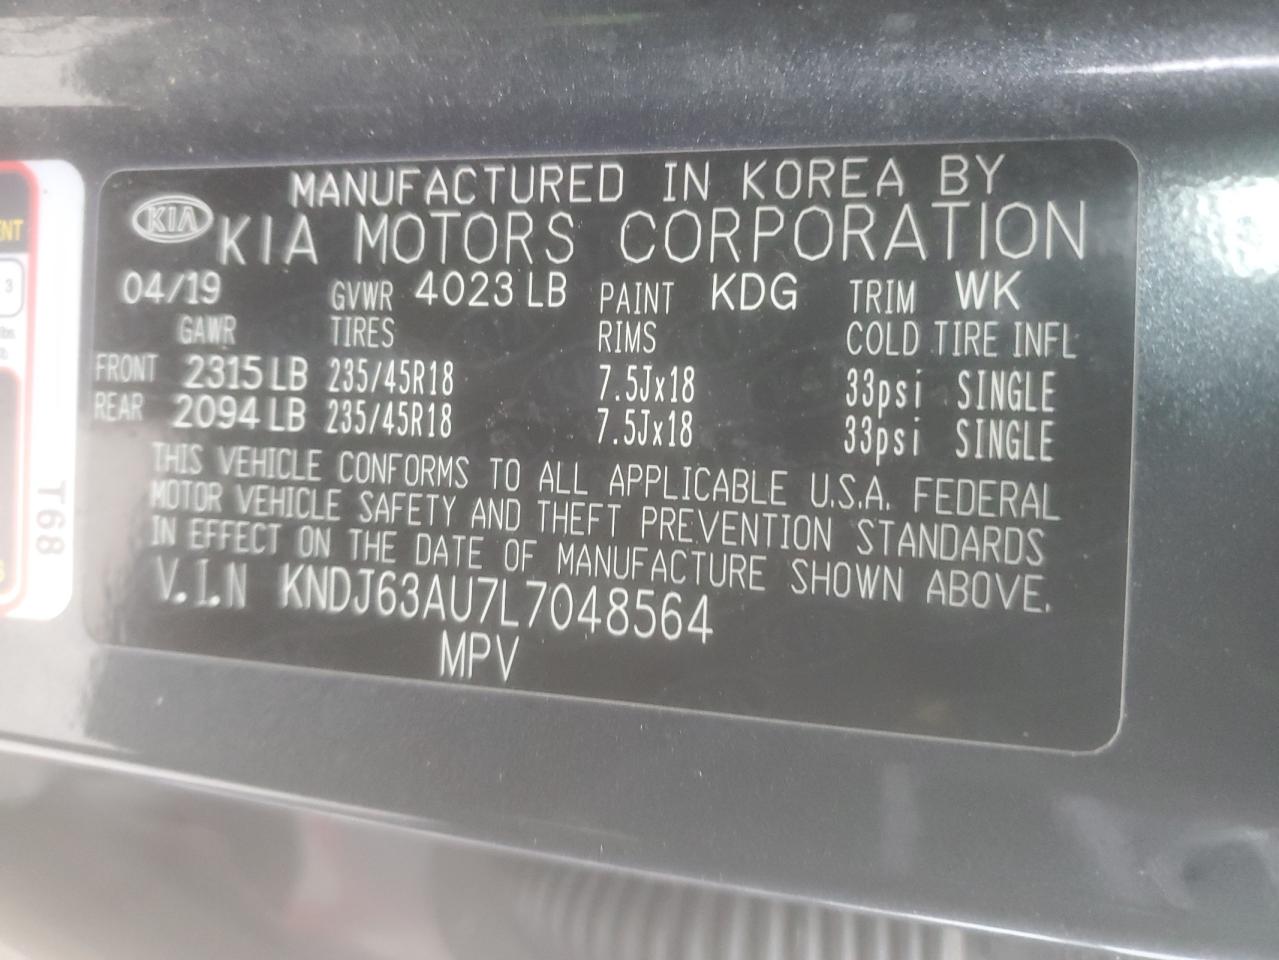 MANUFACTURED IN KOREA BY
KIA KIA MOTORS CORPORATION
04/19 GVWR 4023 LB PAINT KDG TRIM WK
GAWR TIRES RIMS COLD TIRE INFL
FRONT 2315 LB 235/45R18 7.5Jx18 33psi SINGLE
REAR 2094 LB 235/45R18 7.5Jx18 33psi SINGLE
THIS VEHICLE CONFORMS TO ALL APPLICABLE U.S.A. FEDERAL
MOTOR VEHICLE SAFETY AND THEFT PREVENTION STANDARDS
IN EFFECT ON THE DATE OF MANUFACTURE SHOWN ABOVE.
V.I.N KNDJ63AU7L7048564
MPV
ENT
3
lbs
T68